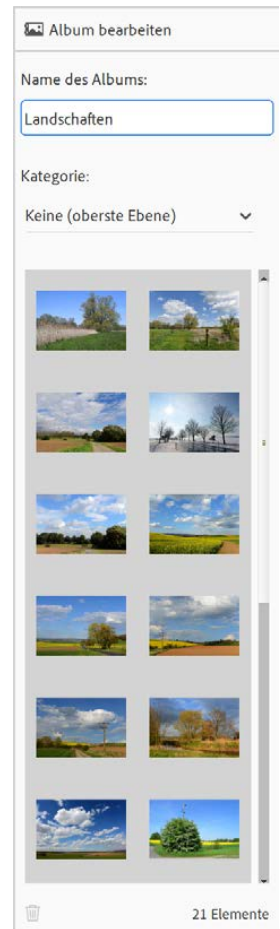 Album bearbeiten
Name des Albums:
Landschaften
Kategorie:
Keine (oberste Ebene)
21 Elemente